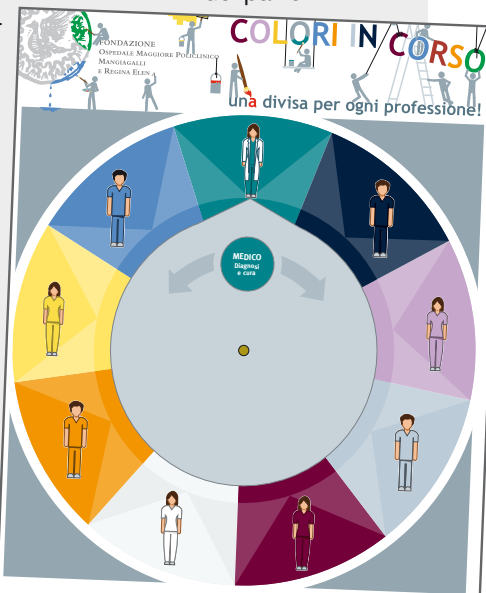 COLORI IN CORSO
FONDAZIONE
OSPEDALE MAGGIORE POLICLINICO
MANGIAGALLI
E REGINA ELENA
una divisa per ogni professione!
MEDICO
Diagnosi
e cura